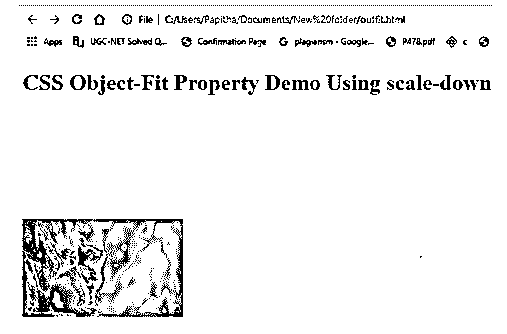 File | C:/Users/Papitha/Documents/New%20folder/outfit.html
Apps UGC-NET Solved Q... Confirmation Page plagiarism - Google... P478.pdf c
CSS Object-Fit Property Demo Using scale-down